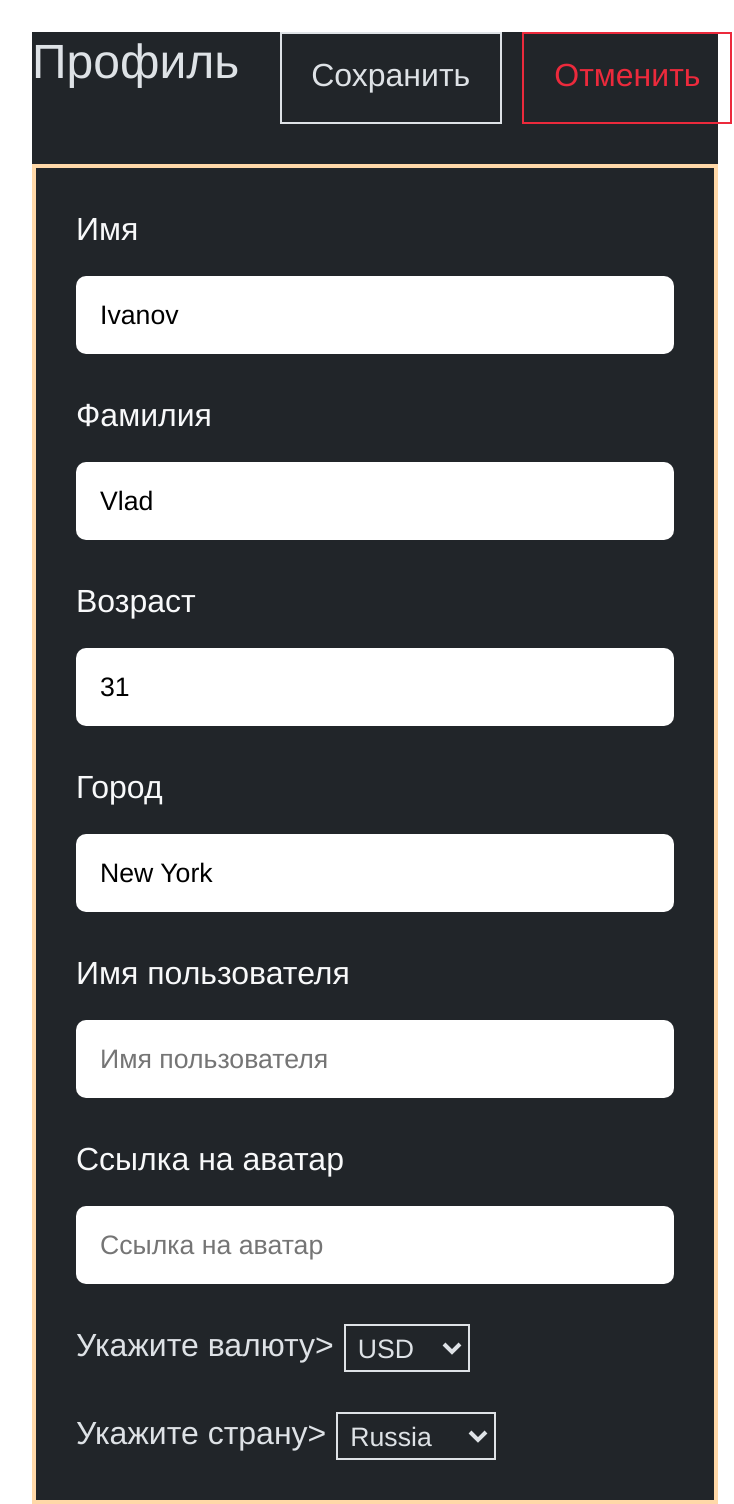 Профиль
Сохранить
Отменить
Имя
Ivanov
Фамилия
Vlad
Возраст
31
Город
New York
Имя пользователя
Имя пользователя
Ссылка на аватар
Ссылка на аватар
Укажите валюту> USD
Укажите страну> Russia